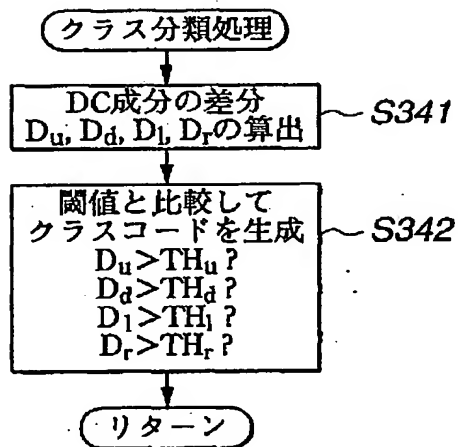 クラス分類処理
DC成分の差分
Du, Dd, Dl, Drの算出
S341
閾値と比較して
クラスコードを生成
S342
Du>THu?
Dd>THd?
Dl>THl?
Dr>THr?
リターン